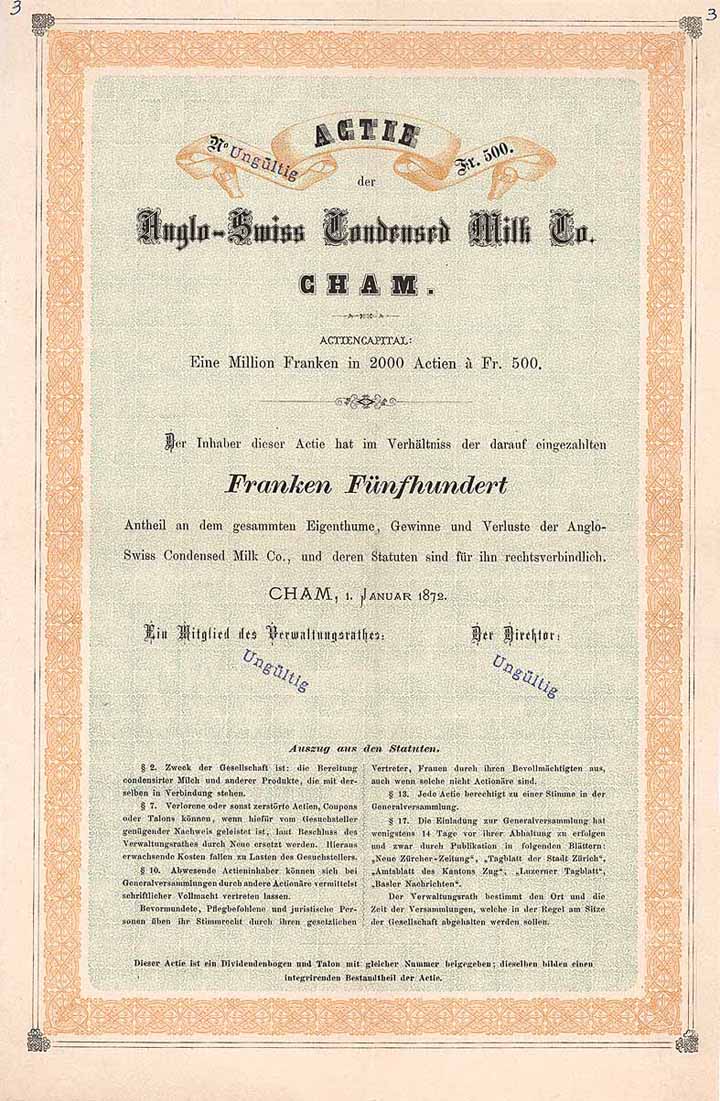 3
3
ACTIE
No Ungültig
Fr. 500.
der
Anglo-Swiss Condensed Milk Co.
CHAM.
ACTIENCAPITAL:
Eine Million Franken in 2000 Actien à Fr. 500.
Der Inhaber dieser Actie hat im Verhältniss der darauf eingezahlten
Franken Fünfhundert
Antheil an dem gesammten Eigenthume, Gewinne und Verluste der Anglo-
Swiss Condensed Milk Co., und deren Statuten sind für ihn rechtsverbindlich.
CHAM, 1. JANUAR 1872.
Ein Mitglied des Verwaltungsrathes:
Der Direktor:
Ungültig
Ungültig
Auszug aus den Statuten.
§ 2. Zweck der Gesellschaft ist: die Bereitung
condensirter Milch und anderer Produkte, die mit der-
selben in Verbindung stehen.
§ 7. Verlorene oder sonst zerstörte Actien, Coupons
oder Talons können, wenn hiefür vom Gesuchsteller
genügender Nachweis geleistet ist, laut Beschluss des
Verwaltungsrathes durch Neue ersetzt werden. Hieraus
erwachsende Kosten fallen zu Lasten des Gesuchstellers.
§ 10. Abwesende Actieninhaber können sich bei
Generalversammlungen durch andere Actionäre vermittelst
schriftlicher Vollmacht vertreten lassen.
Bevormundete, Pflegbefohlene und juristische Per-
sonen üben ihr Stimmrecht durch ihren gesetzlichen
Vertreter, Frauen durch ihren Bevollmächtigten aus,
auch wenn solche nicht Actionäre sind.
§ 13. Jede Actie berechtigt zu einer Stimme in der
Generalversammlung.
§ 17. Die Einladung zur Generalversammlung hat
wenigstens 14 Tage vor ihrer Abhaltung zu erfolgen
und zwar durch Publikation in folgenden Blättern:
„Neue Zürcher-Zeitung“, „Tagblatt der Stadt Zürich“,
„Amtsblatt des Kantons Zug“, „Luzerner Tagblatt“,
„Basler Nachrichten“.
Der Verwaltungsrath bestimmt den Ort und die
Zeit der Versammlungen, welche in der Regel am Sitze
der Gesellschaft abgehalten werden sollen.
Dieser Actie ist ein Dividendenbogen und Talon mit gleicher Nummer beigegeben; dieselben bilden einen
integrirenden Bestandtheil der Actie.